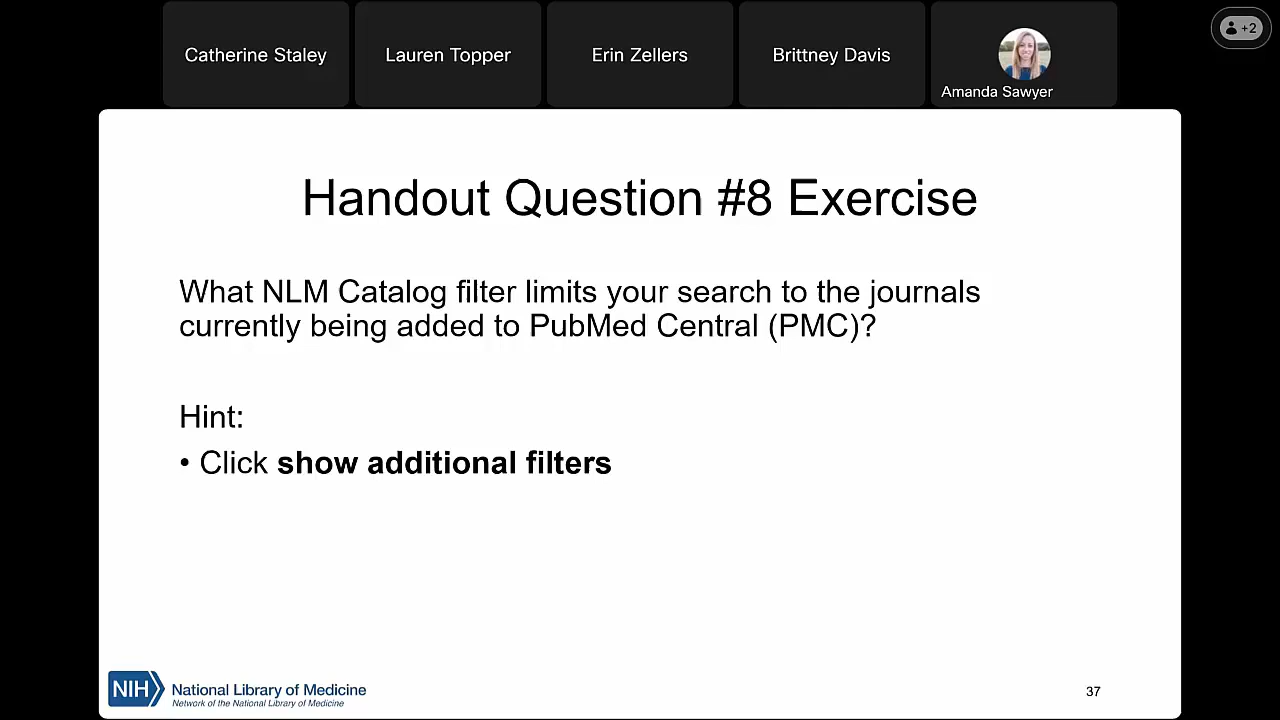 Catherine Staley
Lauren Topper
Erin Zellers
Brittney Davis
Amanda Sawyer
+2
Handout Question #8 Exercise
What NLM Catalog filter limits your search to the journals
currently being added to PubMed Central (PMC)?
Hint:
• Click show additional filters
NIH National Library of Medicine
Network of the National Library of Medicine
37